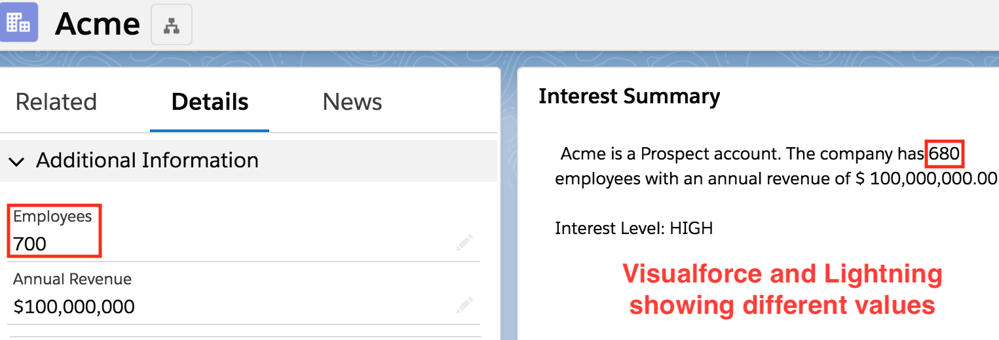 Acme
Related
Details
News
Additional Information
Employees
700
Annual Revenue
$100,000,000
Interest Summary
Acme is a Prospect account. The company has 680
employees with an annual revenue of $ 100,000,000.00
Interest Level: HIGH
Visualforce and Lightning
showing different values